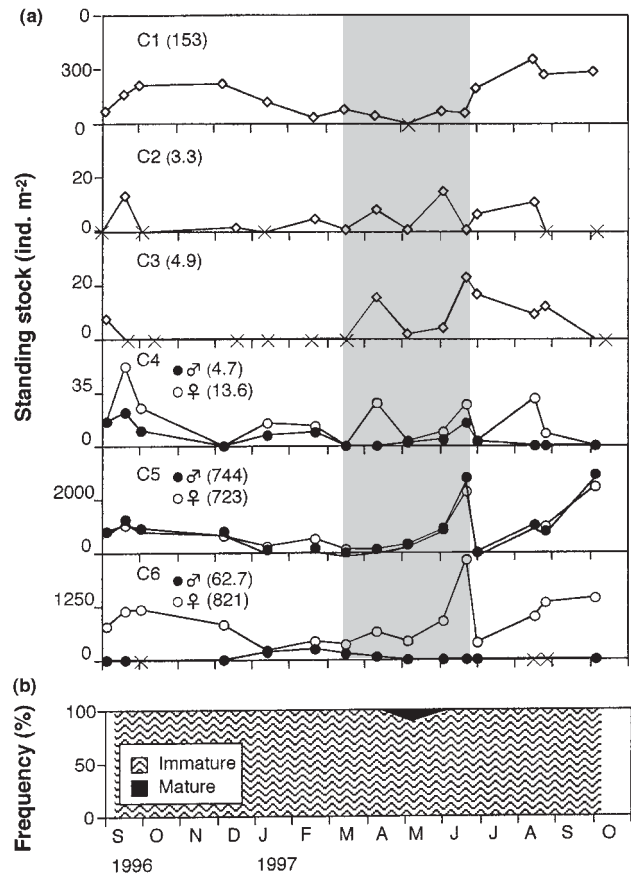 (a)
Standing stock (ind. m-2)
0
C1 (153)
300
0
C2 (3.3)
20
0
C3 (4.9)
20
0
C4
● ♂ (4.7)
○ ♀ (13.6)
35
0
C5
● ♂ (744)
○ ♀ (723)
2000
0
C6
● ♂ (62.7)
○ ♀ (821)
1250
0
(b)
Frequency (%)
100
50
0
Immature
Mature
S O N D J F M A M J J A S O
1996 1997